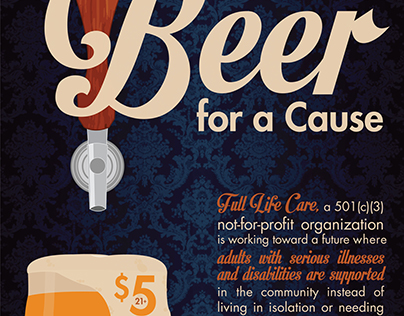 Beer
for a Cause
Full Life Care, a 501(c)(3)
not-for-profit organization
is working toward a future where
adults with serious illnesses
and disabilities are supported
in the community instead of
living in isolation or needing
$5
21+